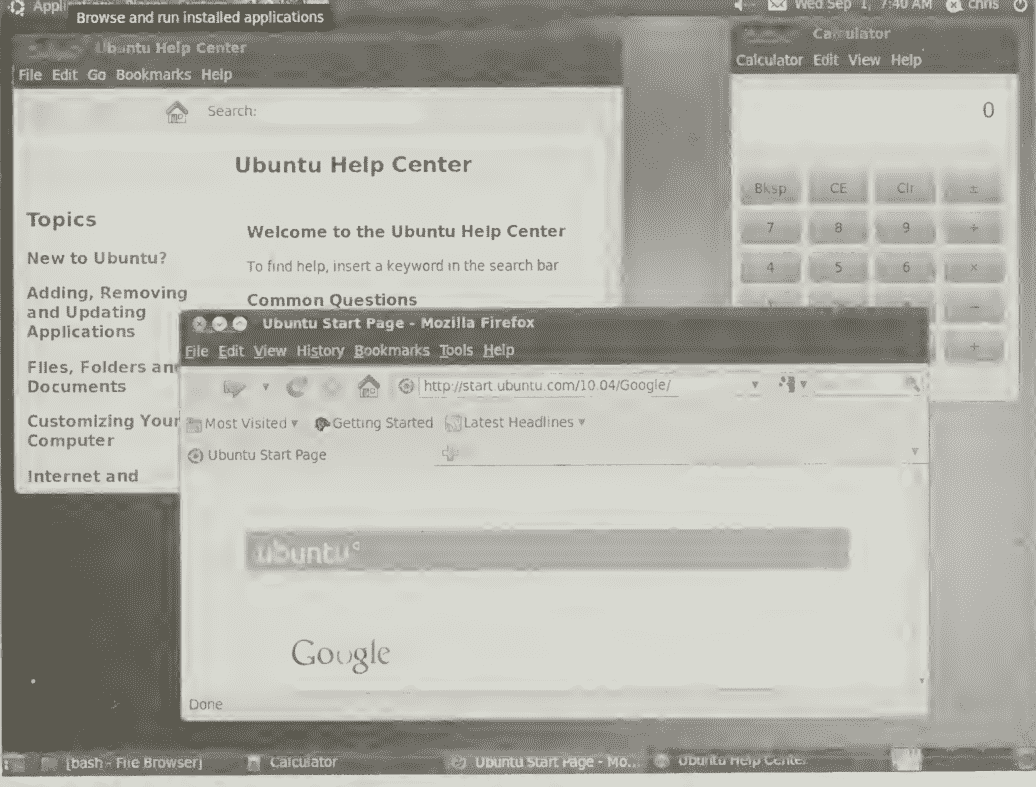 Browse and run installed applications
Wed Sep 1, 7:40 AM chris
Ubuntu Help Center
File Edit Go Bookmarks Help
Search:
Ubuntu Help Center
Topics
New to Ubuntu?
Adding, Removing
and Updating
Applications
Files, Folders and
Documents
Customizing Your
Computer
Internet and
Welcome to the Ubuntu Help Center
To find help, insert a keyword in the search bar
Common Questions
Calculator
Calculator Edit View Help
0
Bksp CE Clr ±
7 8 9 ÷
4 5 6 ×
−
+
Ubuntu Start Page - Mozilla Firefox
File Edit View History Bookmarks Tools Help
http://start.ubuntu.com/10.04/Google/
Most Visited Getting Started Latest Headlines
Ubuntu Start Page
ubuntu
Google
Done
[bash - File Browser] Calculator Ubuntu Start Page - Mo... Ubuntu Help Center